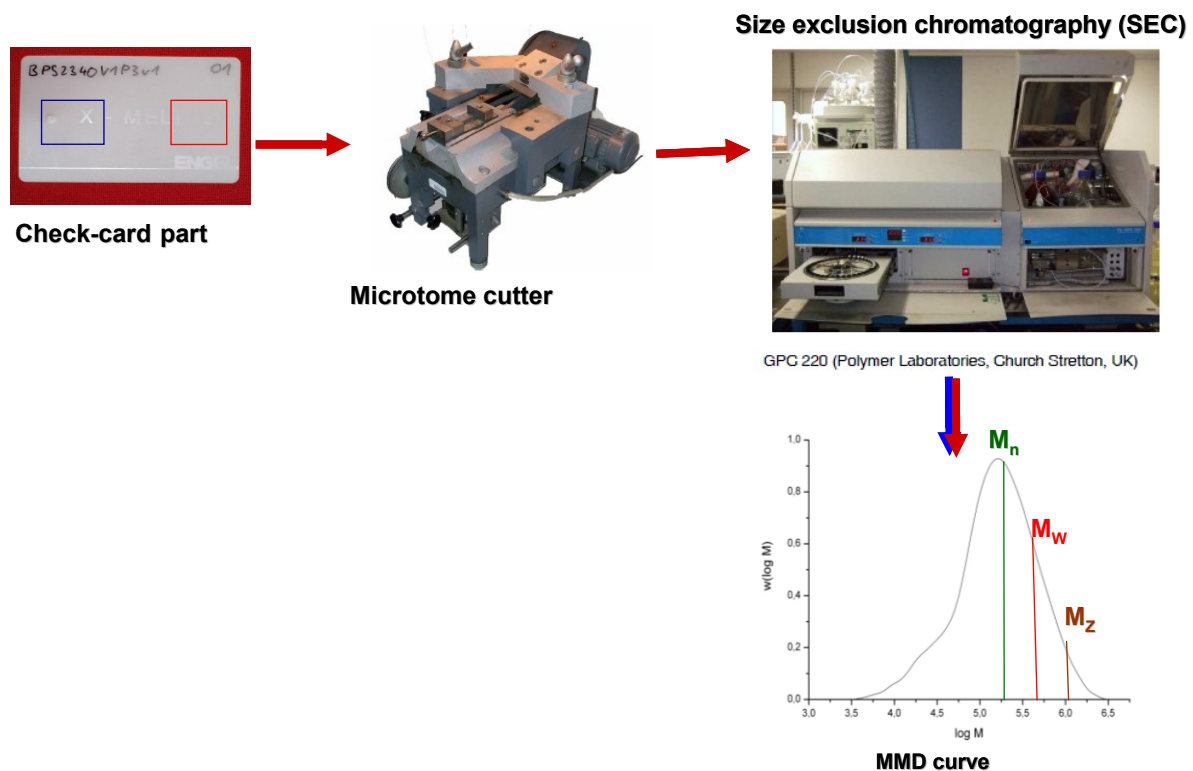 Size exclusion chromatography (SEC)
BPS2340V1P3v1 01
X - Melt
ENGEL
Check-card part
Microtome cutter
GPC 220 (Polymer Laboratories, Church Stretton, UK)
Mn
MW
MZ
1,0
0,8
0,6
0,4
0,2
0,0
w(log M)
3,0 3,5 4,0 4,5 5,0 5,5 6,0 6,5
log M
MMD curve